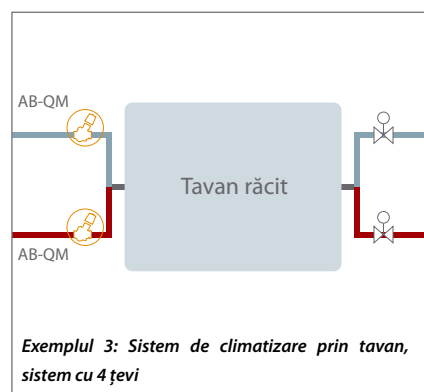 AB-QM
Tavan răcit
AB-QM
Exemplul 3: Sistem de climatizare prin tavan,
sistem cu 4 țevi